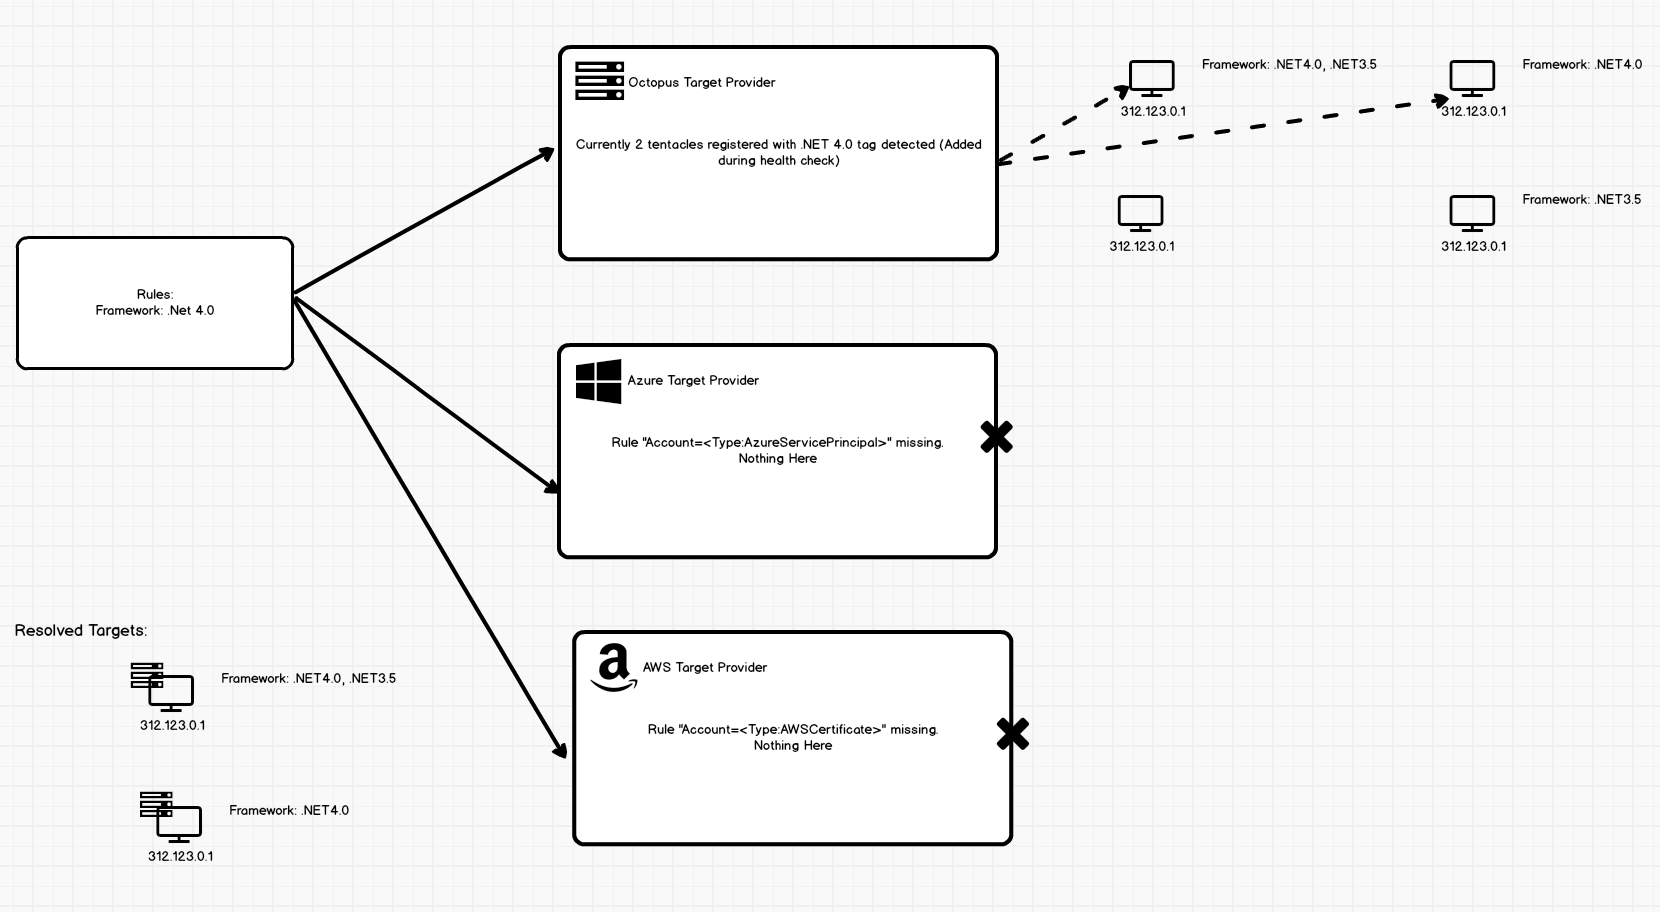 Octopus Target Provider
Currently 2 tentacles registered with .NET 4.0 tag detected (Added
during health check)
Framework: .NET4.0, .NET3.5
312.123.0.1
Framework: .NET4.0
312.123.0.1
312.123.0.1
Framework: .NET3.5
312.123.0.1
Rules:
Framework: .Net 4.0
Azure Target Provider
Rule "Account=<Type:AzureServicePrincipal>" missing.
Nothing Here
AWS Target Provider
Rule "Account=<Type:AWSCertificate>" missing.
Nothing Here
Resolved Targets:
Framework: .NET4.0, .NET3.5
312.123.0.1
Framework: .NET4.0
312.123.0.1